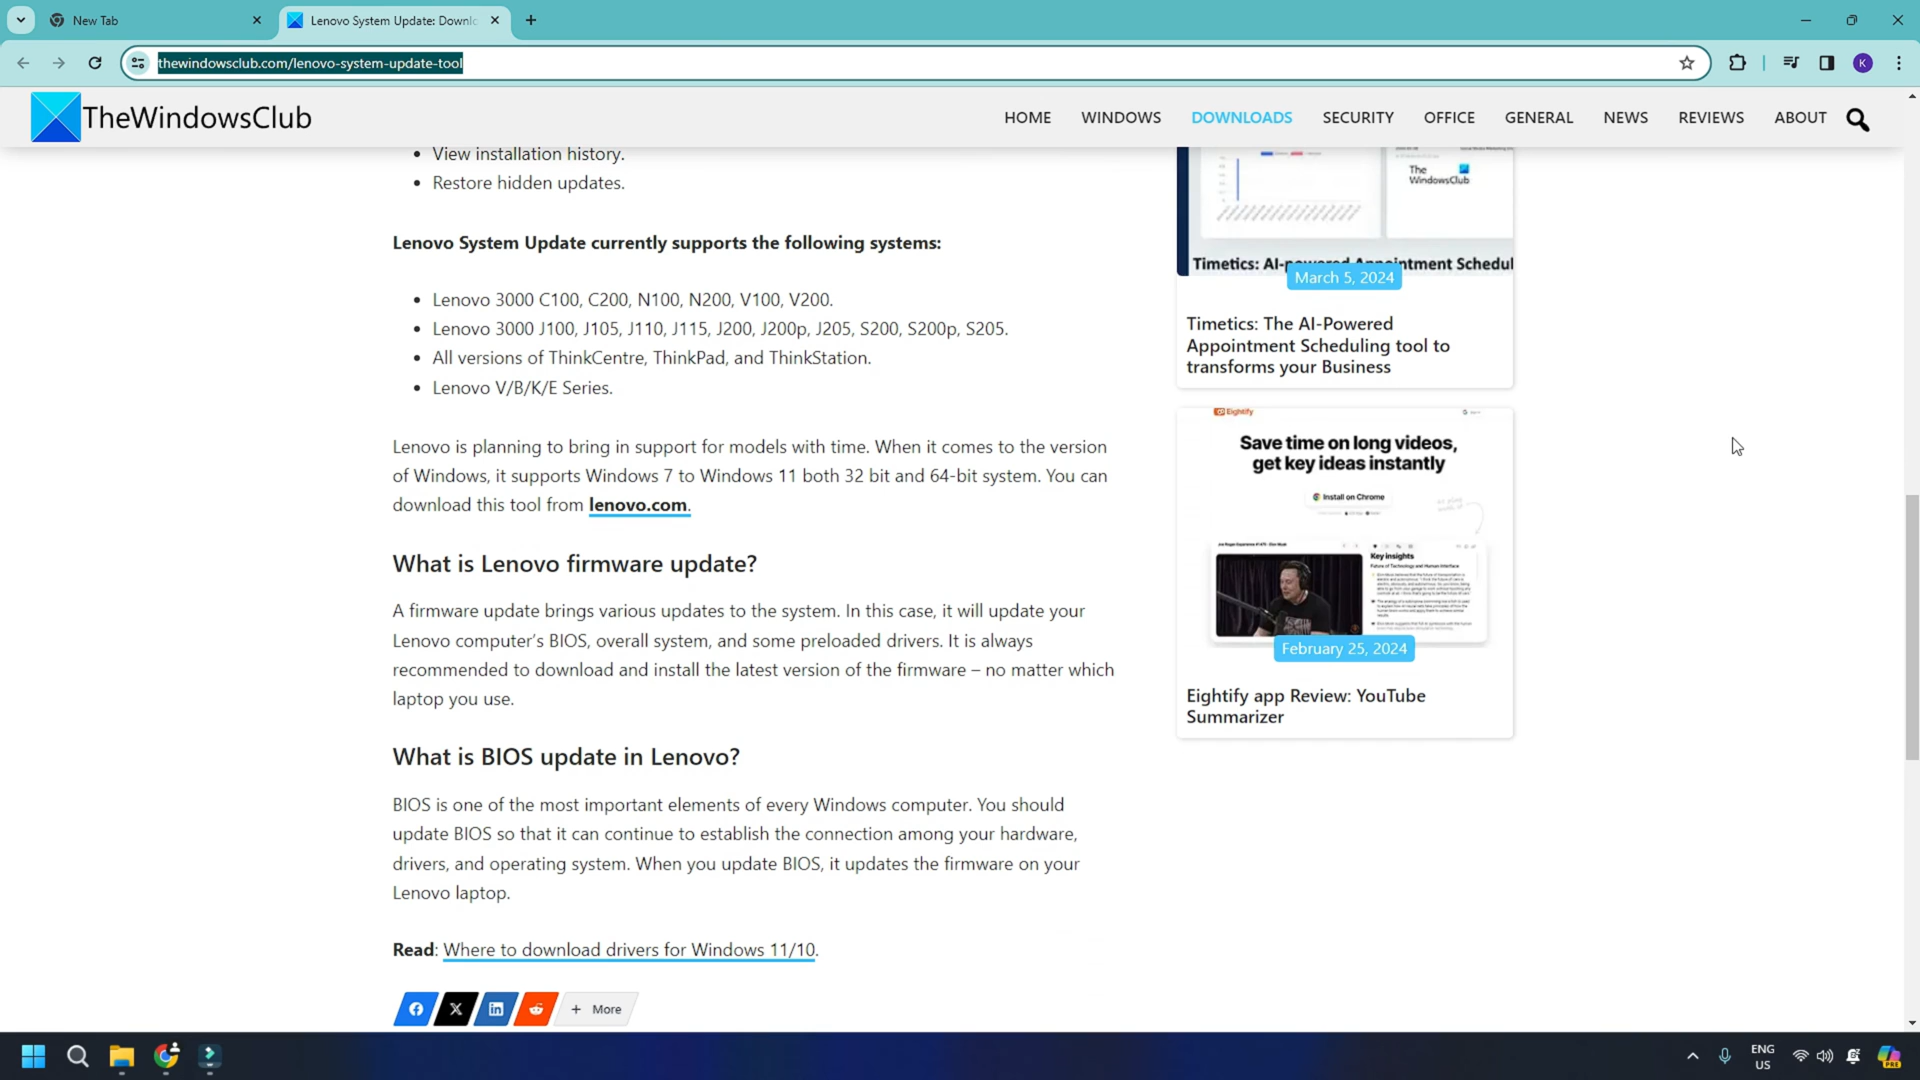 New Tab
Lenovo System Update: Downlo
thewindowsclub.com/lenovo-system-update-tool
K
TheWindowsClub
HOME WINDOWS DOWNLOADS SECURITY OFFICE GENERAL NEWS REVIEWS ABOUT
• View installation history.
• Restore hidden updates.
Lenovo System Update currently supports the following systems:
• Lenovo 3000 C100, C200, N100, N200, V100, V200.
• Lenovo 3000 J100, J105, J110, J115, J200, J200p, J205, S200, S200p, S205.
• All versions of ThinkCentre, ThinkPad, and ThinkStation.
• Lenovo V/B/K/E Series.
Lenovo is planning to bring in support for models with time. When it comes to the version
of Windows, it supports Windows 7 to Windows 11 both 32 bit and 64-bit system. You can
download this tool from lenovo.com.
What is Lenovo firmware update?
A firmware update brings various updates to the system. In this case, it will update your
Lenovo computer’s BIOS, overall system, and some preloaded drivers. It is always
recommended to download and install the latest version of the firmware – no matter which
laptop you use.
What is BIOS update in Lenovo?
BIOS is one of the most important elements of every Windows computer. You should
update BIOS so that it can continue to establish the connection among your hardware,
drivers, and operating system. When you update BIOS, it updates the firmware on your
Lenovo laptop.
Read: Where to download drivers for Windows 11/10.
+ More
The
WindowsClub
Timetics: AI-powered Appointment Schedul
March 5, 2024
Timetics: The AI-Powered
Appointment Scheduling tool to
transforms your Business
Eightify
Save time on long videos,
get key ideas instantly
Install on Chrome
Key insights
Future of Technology and Human Interface
February 25, 2024
Eightify app Review: YouTube
Summarizer
ENG
US
PRE